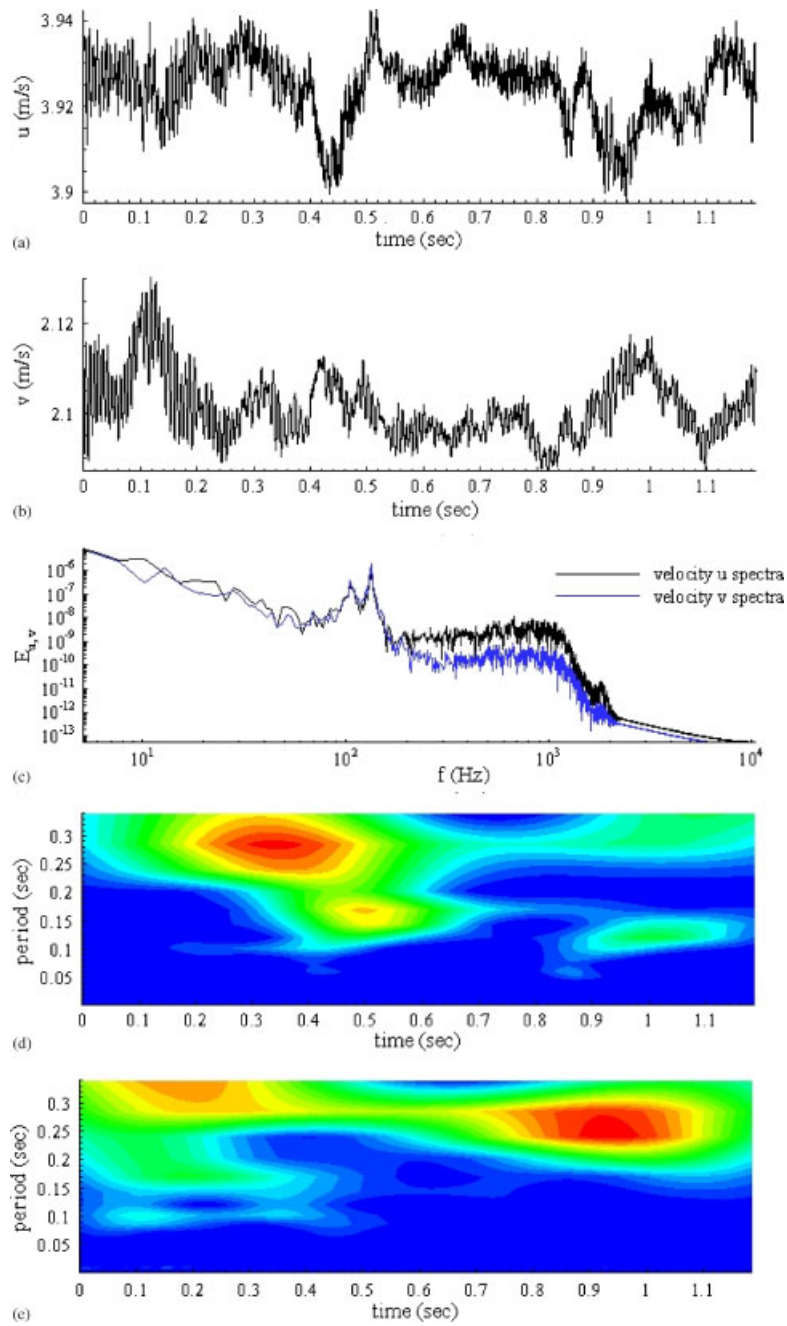 3.94
3.92
3.9
u (m/s)
0 0.1 0.2 0.3 0.4 0.5 0.6 0.7 0.8 0.9 1 1.1
time (sec)
(a)
2.12
2.1
v (m/s)
0 0.1 0.2 0.3 0.4 0.5 0.6 0.7 0.8 0.9 1 1.1
time (sec)
(b)
10⁻⁶
10⁻⁷
10⁻⁸
10⁻⁹
10⁻¹⁰
10⁻¹¹
10⁻¹²
10⁻¹³
E u,v
velocity u spectra
velocity v spectra
10¹ 10² 10³ 10⁴
f (Hz)
(c)
0.3
0.25
0.2
0.15
0.1
0.05
period (sec)
0 0.1 0.2 0.3 0.4 0.5 0.6 0.7 0.8 0.9 1 1.1
time (sec)
(d)
0.3
0.25
0.2
0.15
0.1
0.05
period (sec)
0 0.1 0.2 0.3 0.4 0.5 0.6 0.7 0.8 0.9 1 1.1
time (sec)
(e)